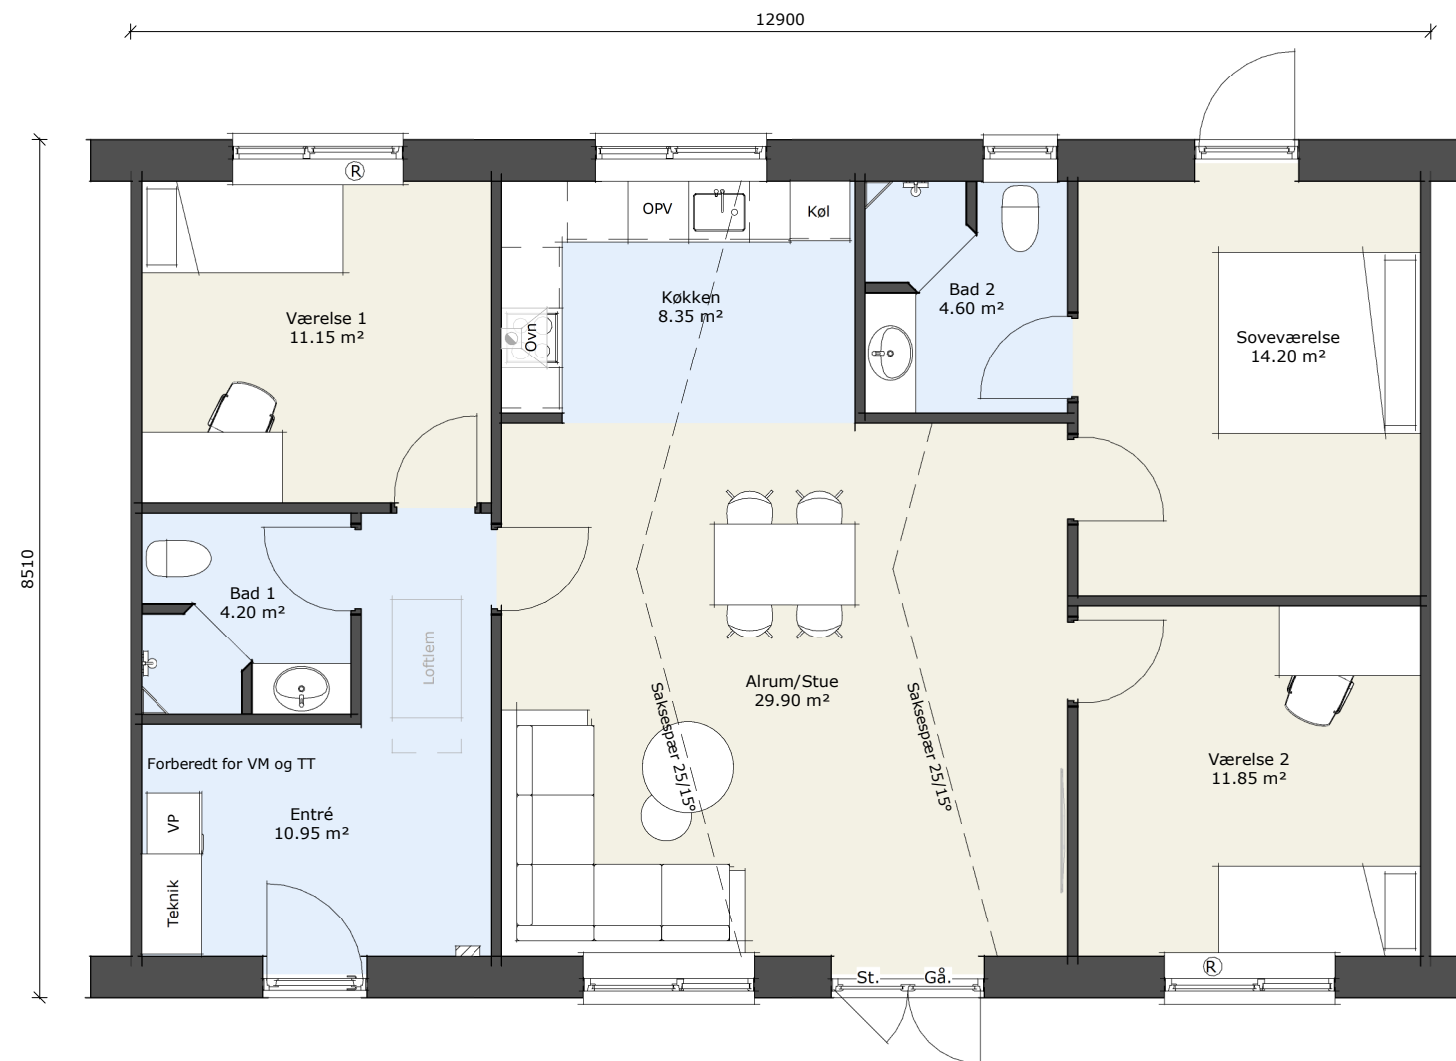 12900
8510
R
OPV
Køl
Ovn
Køkken
8.35 m²
Værelse 1
11.15 m²
Bad 2
4.60 m²
Soveværelse
14.20 m²
Bad 1
4.20 m²
Loftlem
Alrum/Stue
29.90 m²
Saksespær 25/15°
Saksespær 25/15°
Forberedt for VM og TT
VP
Teknik
Entré
10.95 m²
Værelse 2
11.85 m²
St.
Gå.
R